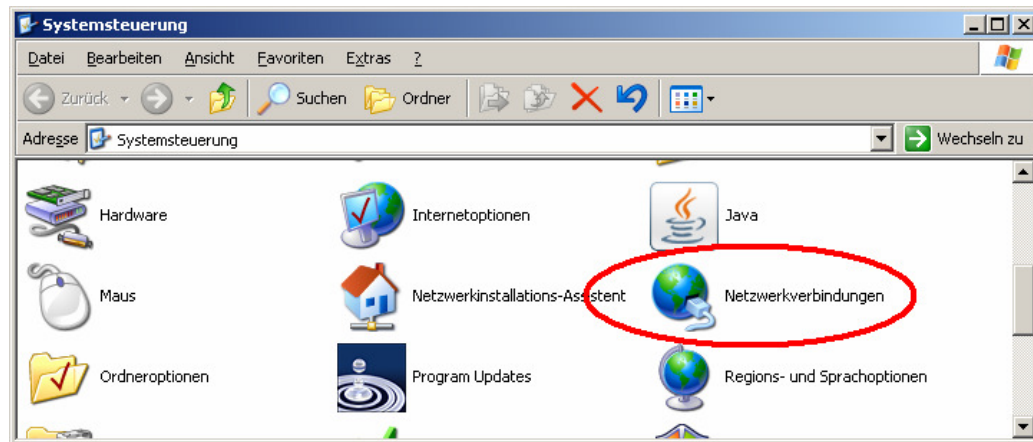 Systemsteuerung
Datei Bearbeiten Ansicht Favoriten Extras ?
Zurück Suchen Ordner
Adresse Systemsteuerung Wechseln zu
Hardware Internetoptionen Java
Maus Netzwerkinstallations-Assistent Netzwerkverbindungen
Ordneroptionen Program Updates Regions- und Sprachoptionen